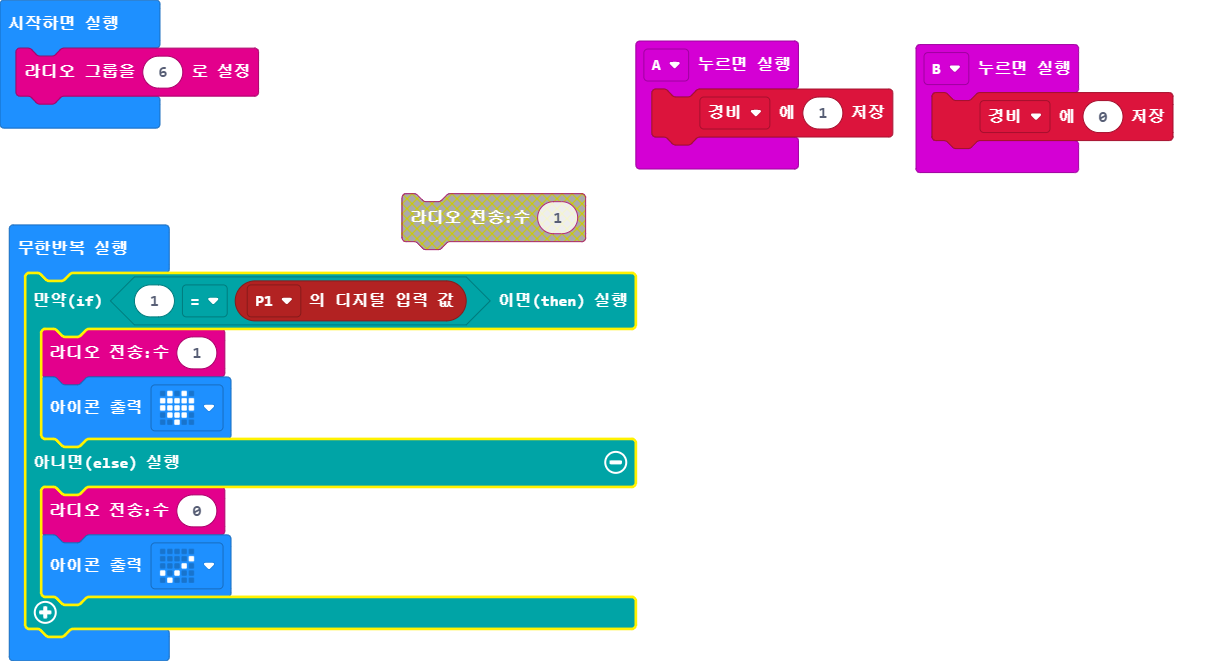 시작하면 실행
라디오 그룹을 6 로 설정
A 누르면 실행
경비 에 1 저장
B 누르면 실행
경비 에 0 저장
라디오 전송:수 1
무한반복 실행
만약(if) 1 = P1 의 디지털 입력 값 이면(then) 실행
라디오 전송:수 1
아이콘 출력
아니면(else) 실행
라디오 전송:수 0
아이콘 출력